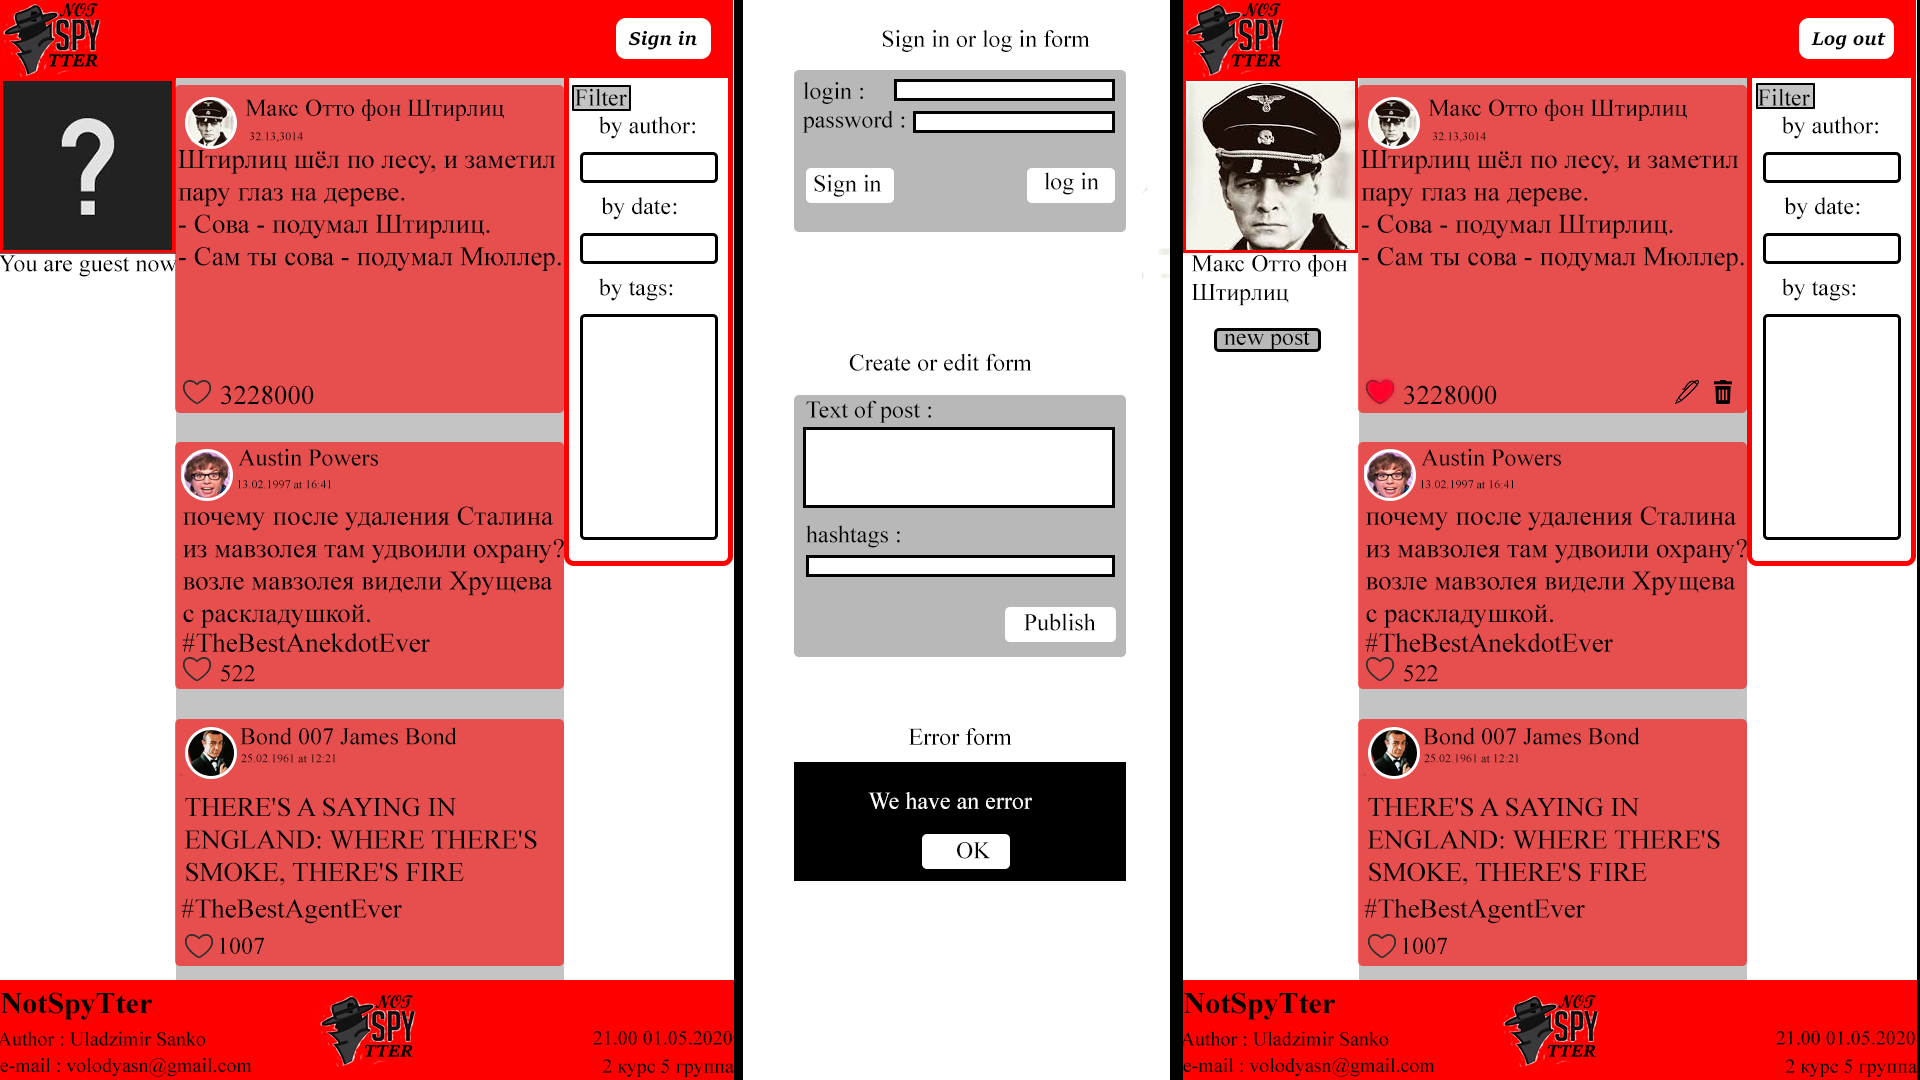 NOT
SPY
TTER
Sign in
You are guest now
Макс Отто фон Штирлиц
32.13,3014
Штирлиц шёл по лесу, и заметил
пару глаз на дереве.
- Сова - подумал Штирлиц.
- Сам ты сова - подумал Мюллер.
3228000
Austin Powers
13.02.1997 at 16:41
почему после удаления Сталина
из мавзолея там удвоили охрану?
возле мавзолея видели Хрущева
с раскладушкой.
#TheBestAnekdotEver
522
Bond 007 James Bond
25.02.1961 at 12:21
THERE'S A SAYING IN
ENGLAND: WHERE THERE'S
SMOKE, THERE'S FIRE
#TheBestAgentEver
1007
Filter
by author:
by date:
by tags:
NotSpyTter
Author : Uladzimir Sanko
e-mail : volodyasn@gmail.com
NOT
SPY
TTER
21.00 01.05.2020
2 курс 5 группа
Sign in or log in form
login :
password :
Sign in
log in
Create or edit form
Text of post :
hashtags :
Publish
Error form
We have an error
OK
NOT
SPY
TTER
Log out
Макс Отто фон
Штирлиц
new post
Макс Отто фон Штирлиц
32.13,3014
Штирлиц шёл по лесу, и заметил
пару глаз на дереве.
- Сова - подумал Штирлиц.
- Сам ты сова - подумал Мюллер.
3228000
Austin Powers
13.02.1997 at 16:41
почему после удаления Сталина
из мавзолея там удвоили охрану?
возле мавзолея видели Хрущева
с раскладушкой.
#TheBestAnekdotEver
522
Bond 007 James Bond
25.02.1961 at 12:21
THERE'S A SAYING IN
ENGLAND: WHERE THERE'S
SMOKE, THERE'S FIRE
#TheBestAgentEver
1007
Filter
by author:
by date:
by tags:
NotSpyTter
Author : Uladzimir Sanko
e-mail : volodyasn@gmail.com
NOT
SPY
TTER
21.00 01.05.2020
2 курс 5 группа